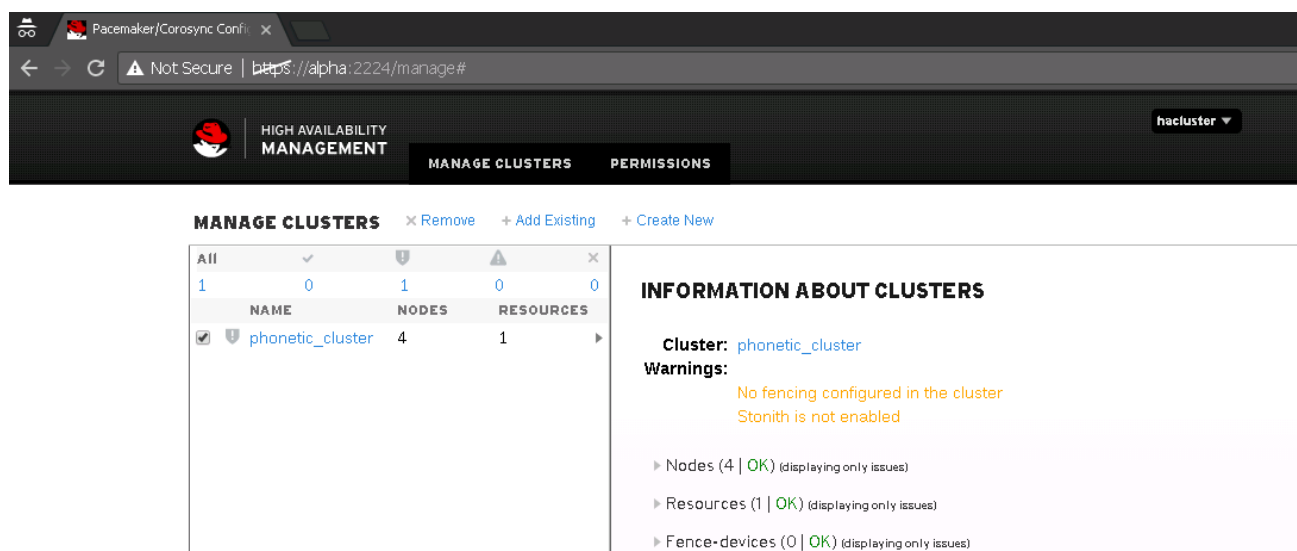 Pacemaker/Corosync Confi
Not Secure | https://alpha:2224/manage#
hacluster
HIGH AVAILABILITY
MANAGEMENT
MANAGE CLUSTERS PERMISSIONS
MANAGE CLUSTERS Remove + Add Existing + Create New
All
1 0 1 0 0
NAME NODES RESOURCES
phonetic_cluster 4 1
INFORMATION ABOUT CLUSTERS
Cluster: phonetic_cluster
Warnings:
No fencing configured in the cluster
Stonith is not enabled
Nodes (4 | OK) (displaying only issues)
Resources (1 | OK) (displaying only issues)
Fence-devices (0 | OK) (displaying only issues)